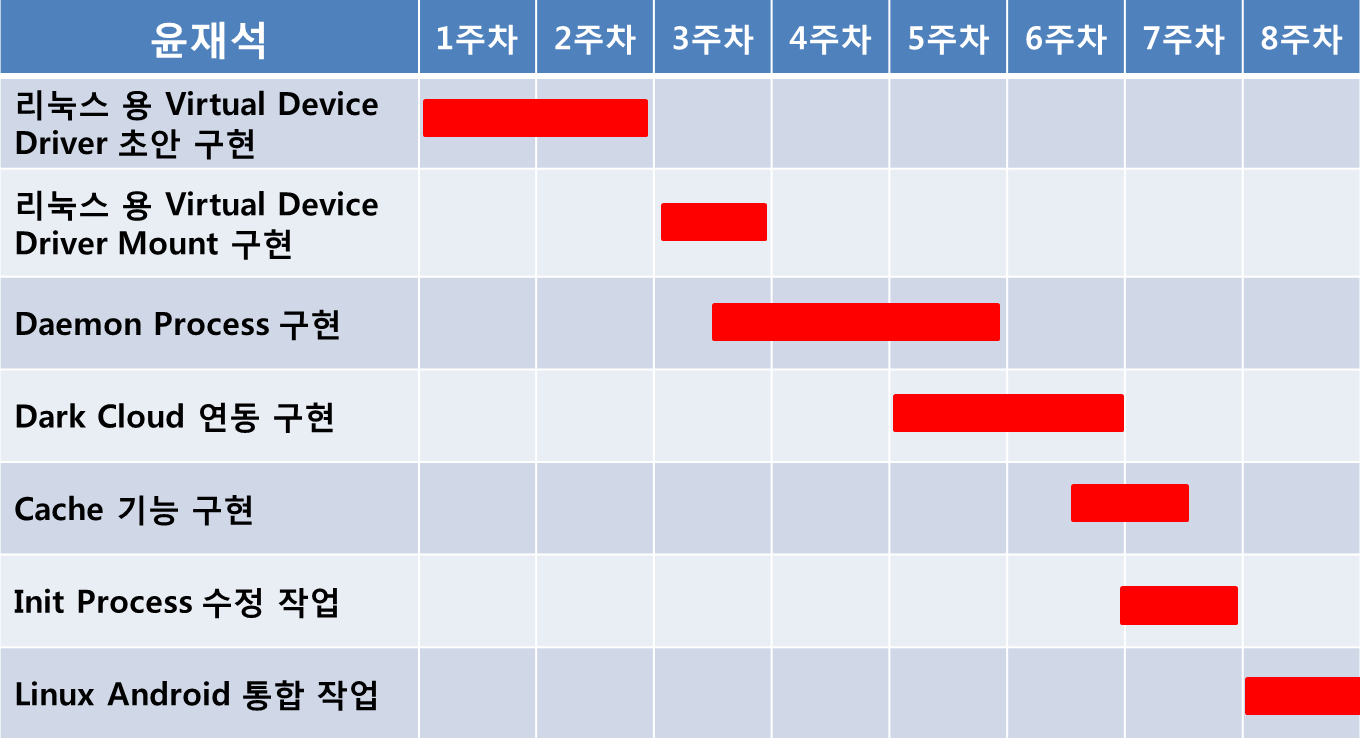 윤재석 1주차 2주차 3주차 4주차 5주차 6주차 7주차 8주차
리눅스 용 Virtual Device
Driver 초안 구현
리눅스 용 Virtual Device
Driver Mount 구현
Daemon Process 구현
Dark Cloud 연동 구현
Cache 기능 구현
Init Process 수정 작업
Linux Android 통합 작업